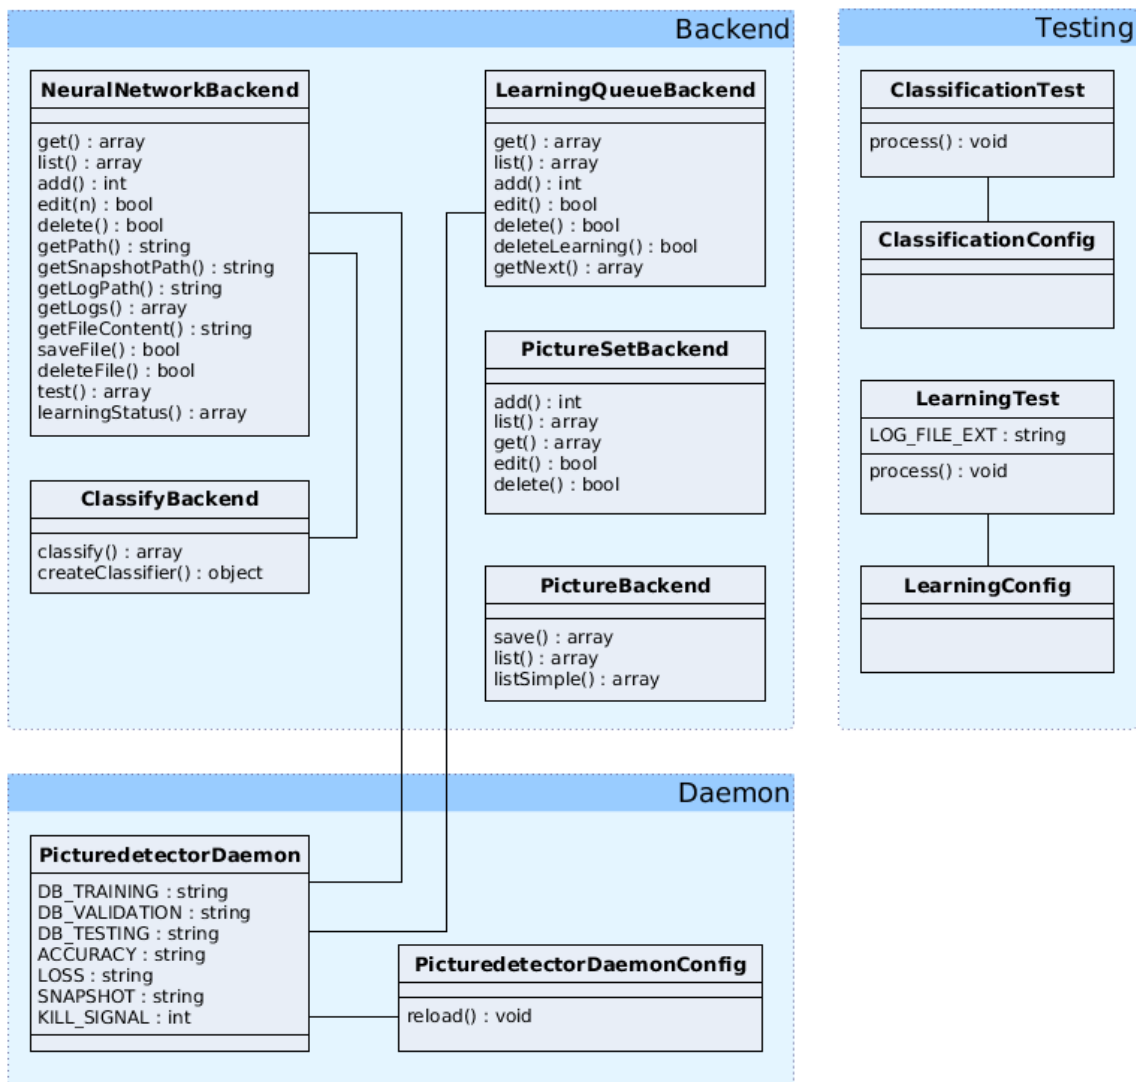 Backend
NeuralNetworkBackend
get() : array
list() : array
add() : int
edit(n) : bool
delete() : bool
getPath() : string
getSnapshotPath() : string
getLogPath() : string
getLogs() : array
getFileContent() : string
saveFile() : bool
deleteFile() : bool
test() : array
learningStatus() : array
ClassifyBackend
classify() : array
createClassifier() : object
LearningQueueBackend
get() : array
list() : array
add() : int
edit() : bool
delete() : bool
deleteLearning() : bool
getNext() : array
PictureSetBackend
add() : int
list() : array
get() : array
edit() : bool
delete() : bool
PictureBackend
save() : array
list() : array
listSimple() : array
Testing
ClassificationTest
process() : void
ClassificationConfig
LearningTest
LOG_FILE_EXT : string
process() : void
LearningConfig
Daemon
PicturedetectorDaemon
DB_TRAINING : string
DB_VALIDATION : string
DB_TESTING : string
ACCURACY : string
LOSS : string
SNAPSHOT : string
KILL_SIGNAL : int
PicturedetectorDaemonConfig
reload() : void